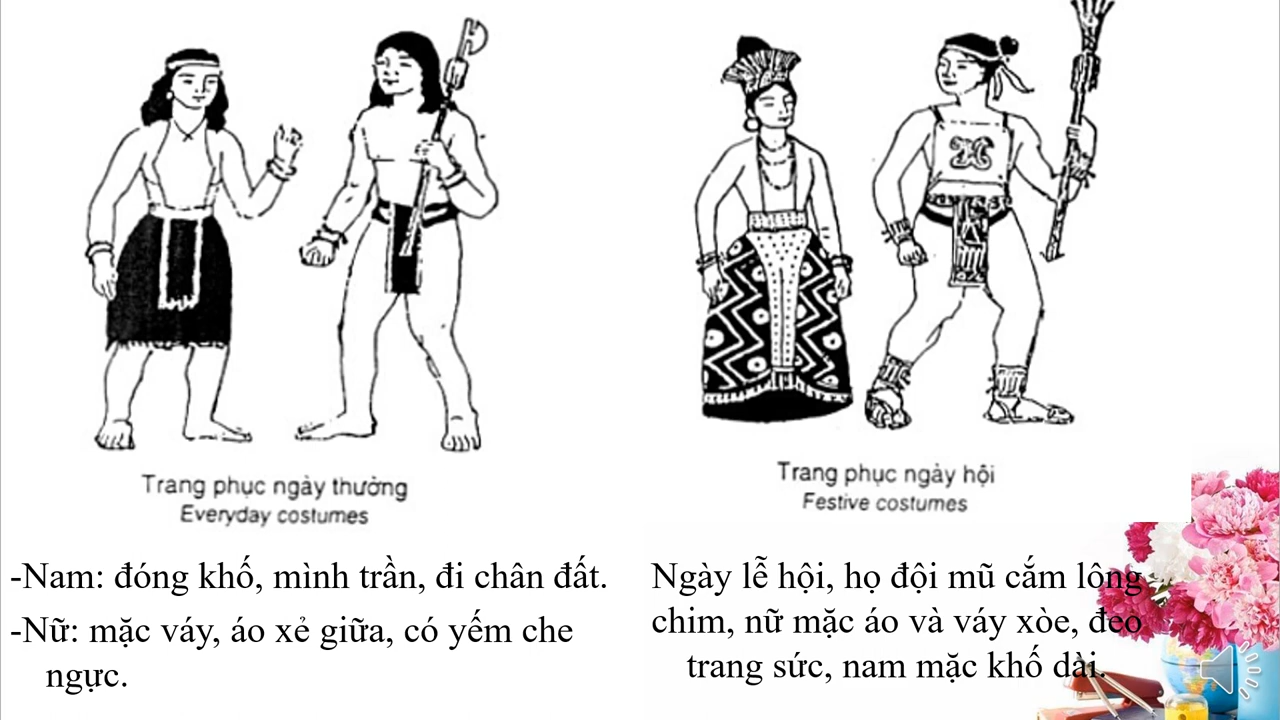 Trang phục ngày thường
Everyday costumes
Trang phục ngày hội
Festive costumes
-Nam: đóng khố, mình trần, đi chân đất.
-Nữ: mặc váy, áo xẻ giữa, có yếm che
ngực.
Ngày lễ hội, họ đội mũ cắm lông
chim, nữ mặc áo và váy xòe, đeo
trang sức, nam mặc khố dài.